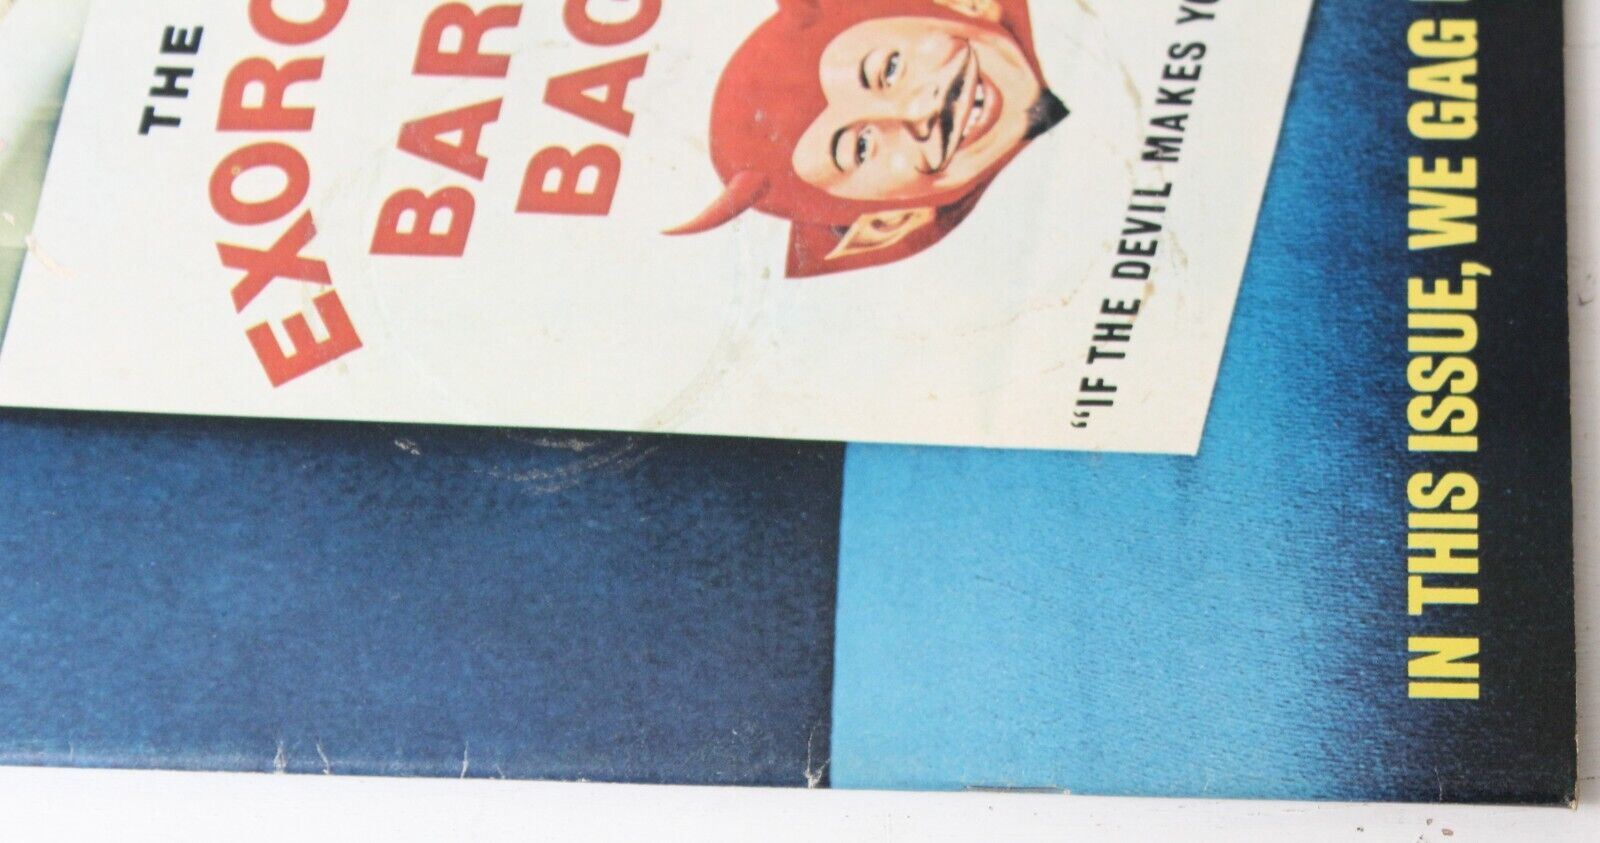 THE
EXORC
BAR
BAG
"IF THE DEVIL MAKES YO
IN THIS ISSUE, WE GAG